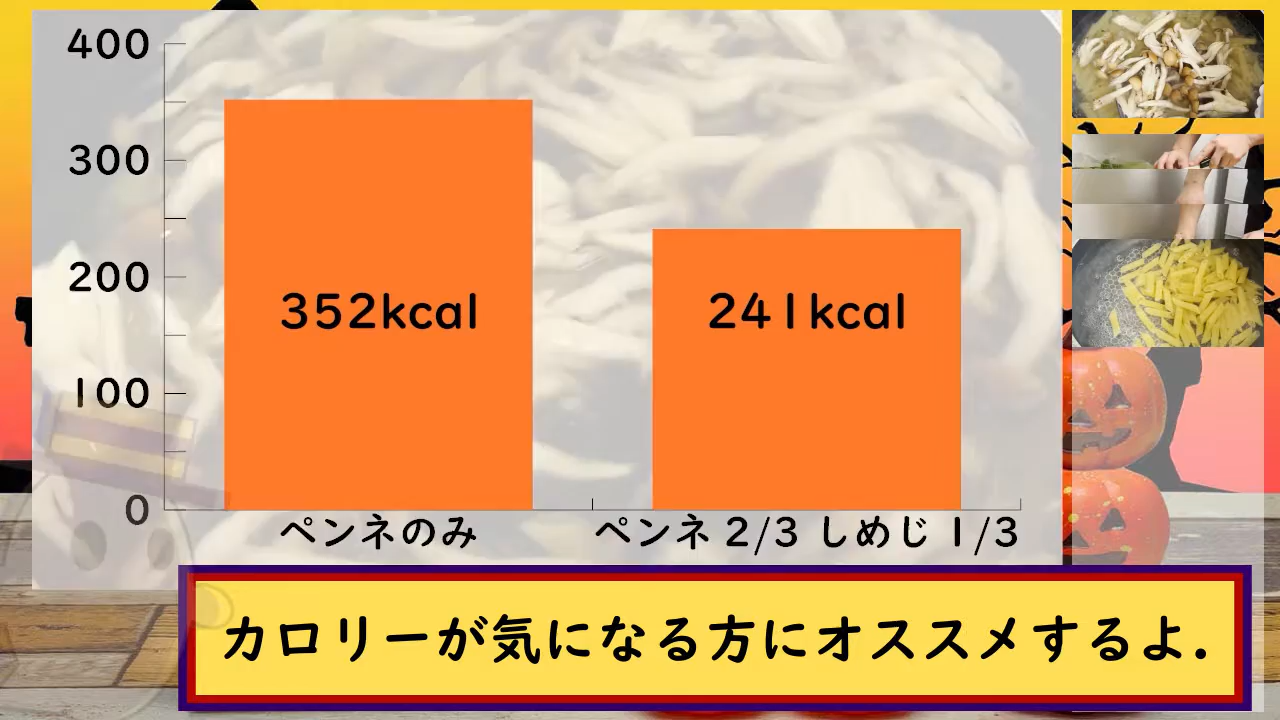 400
300
200
100
0
352kcal
241kcal
ペンネのみ
ペンネ 2/3 しめじ 1/3
カロリーが気になる方にオススメするよ.